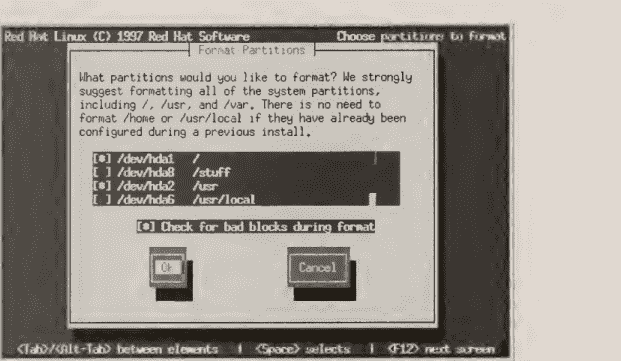 Red Hat Linux (C) 1997 Red Hat Software Choose partitions to format
Format Partitions
What partitions would you like to format? We strongly
suggest formatting all of the system partitions,
including /, /usr, and /var. There is no need to
format /home or /usr/local if they have already been
configured during a previous install.
[*] /dev/hda1 /
[ ] /dev/hda8 /stuff
[*] /dev/hda2 /usr
[ ] /dev/hda6 /usr/local
[*] Check for bad blocks during format
Ok Cancel
<Tab>/<Alt-Tab> between elements | <Space> selects | <F12> next screen